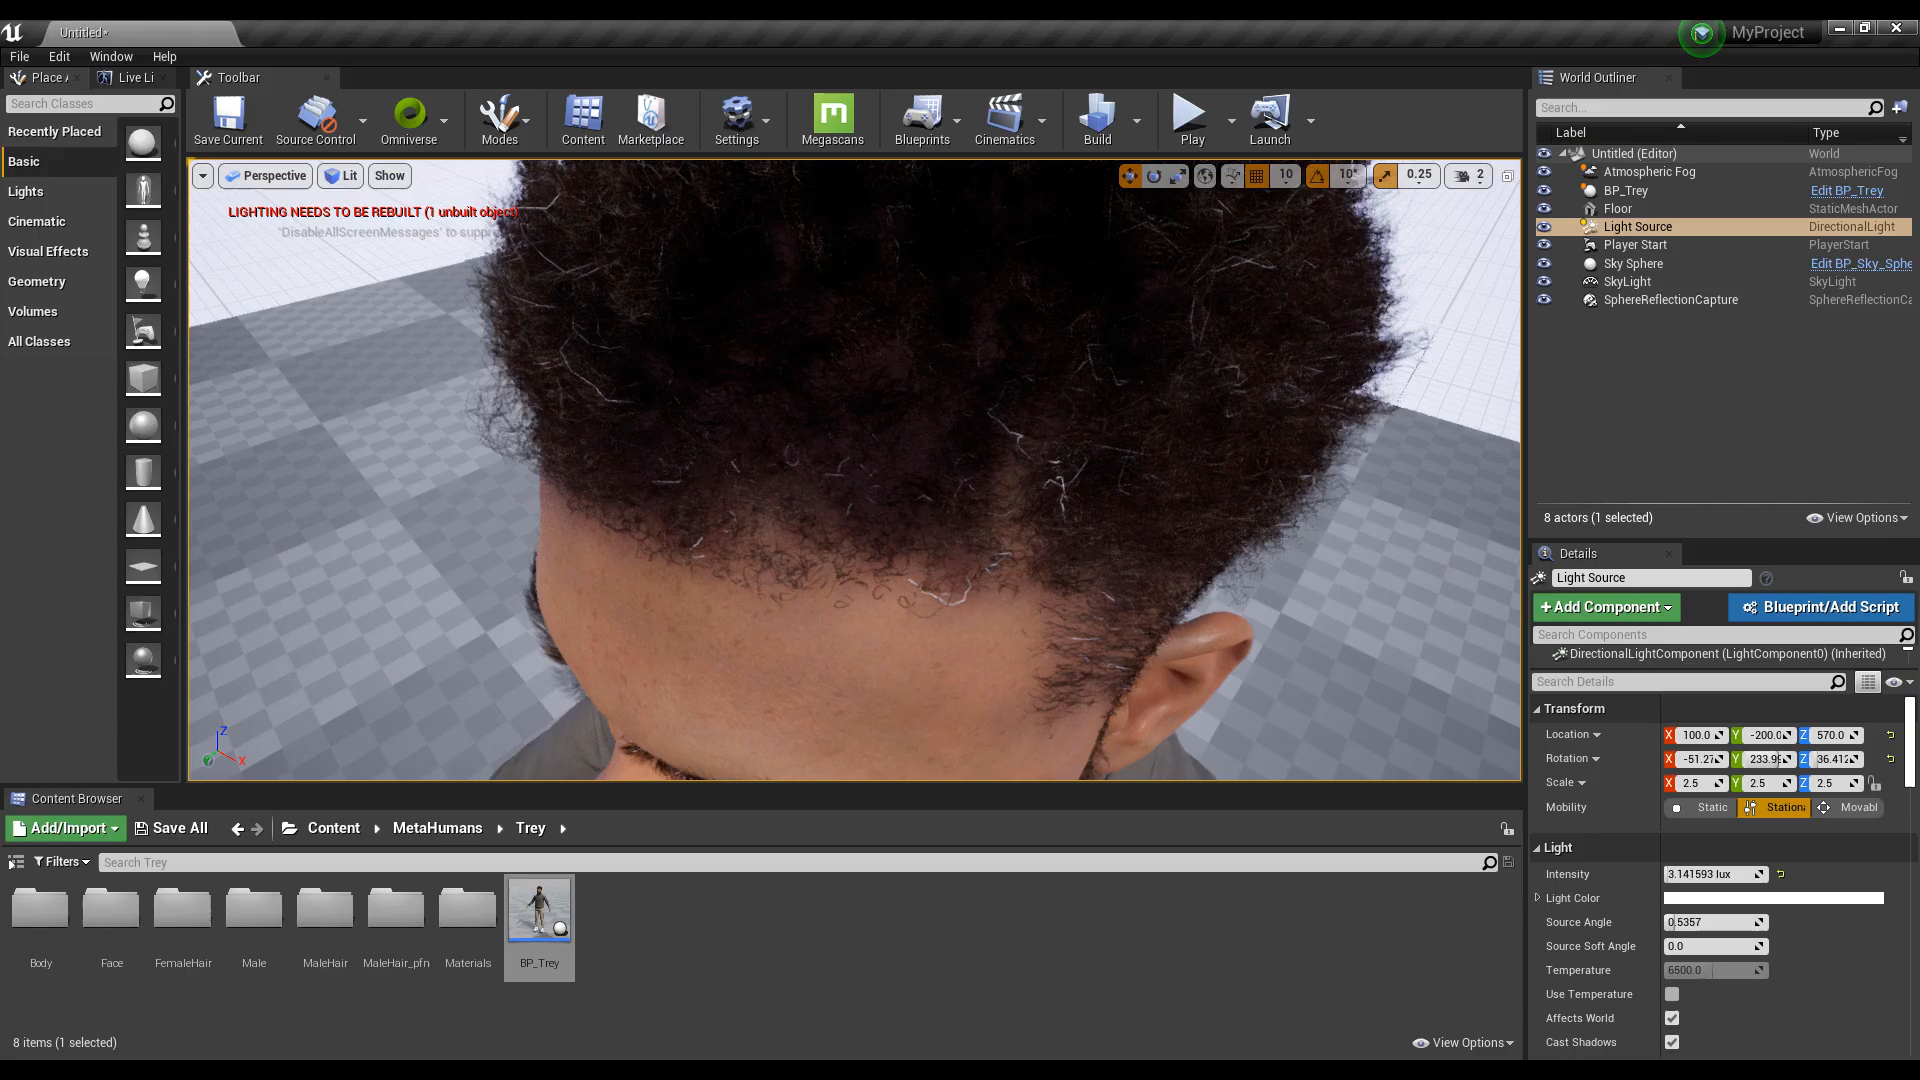 Untitled*
MyProject
File Edit Window Help
Place A Live Li Toolbar World Outliner
Search Classes
Recently Placed
Basic
Lights
Cinematic
Visual Effects
Geometry
Volumes
All Classes
Save Current Source Control Omniverse Modes Content Marketplace Settings Megascans Blueprints Cinematics Build Play Launch
Perspective Lit Show
10 10° 0.25 2
LIGHTING NEEDS TO BE REBUILT (1 unbuilt object)
'DisableAllScreenMessages' to suppre
Z
X
Search...
Label Type
Untitled (Editor) World
Atmospheric Fog AtmosphericFog
BP_Trey Edit BP_Trey
Floor StaticMeshActor
Light Source DirectionalLight
Player Start PlayerStart
Sky Sphere Edit BP_Sky_Sphe
SkyLight SkyLight
SphereReflectionCapture SphereReflectionCa
8 actors (1 selected) View Options
Details
Light Source
+Add Component Blueprint/Add Script
Search Components
DirectionalLightComponent (LightComponent0) (Inherited)
Search Details
Transform
Location X 100.0 Y -200.0 Z 570.0
Rotation X -51.27 Y 233.9 Z 36.412
Scale X 2.5 Y 2.5 Z 2.5
Mobility Static Stationa Movabl
Light
Intensity 3.141593 lux
Light Color
Source Angle 0.5357
Source Soft Angle 0.0
Temperature 6500.0
Use Temperature
Affects World
Cast Shadows
Content Browser
Add/Import Save All Content MetaHumans Trey
Filters Search Trey
Body Face FemaleHair Male MaleHair MaleHair_pfn Materials BP_Trey
8 items (1 selected) View Options